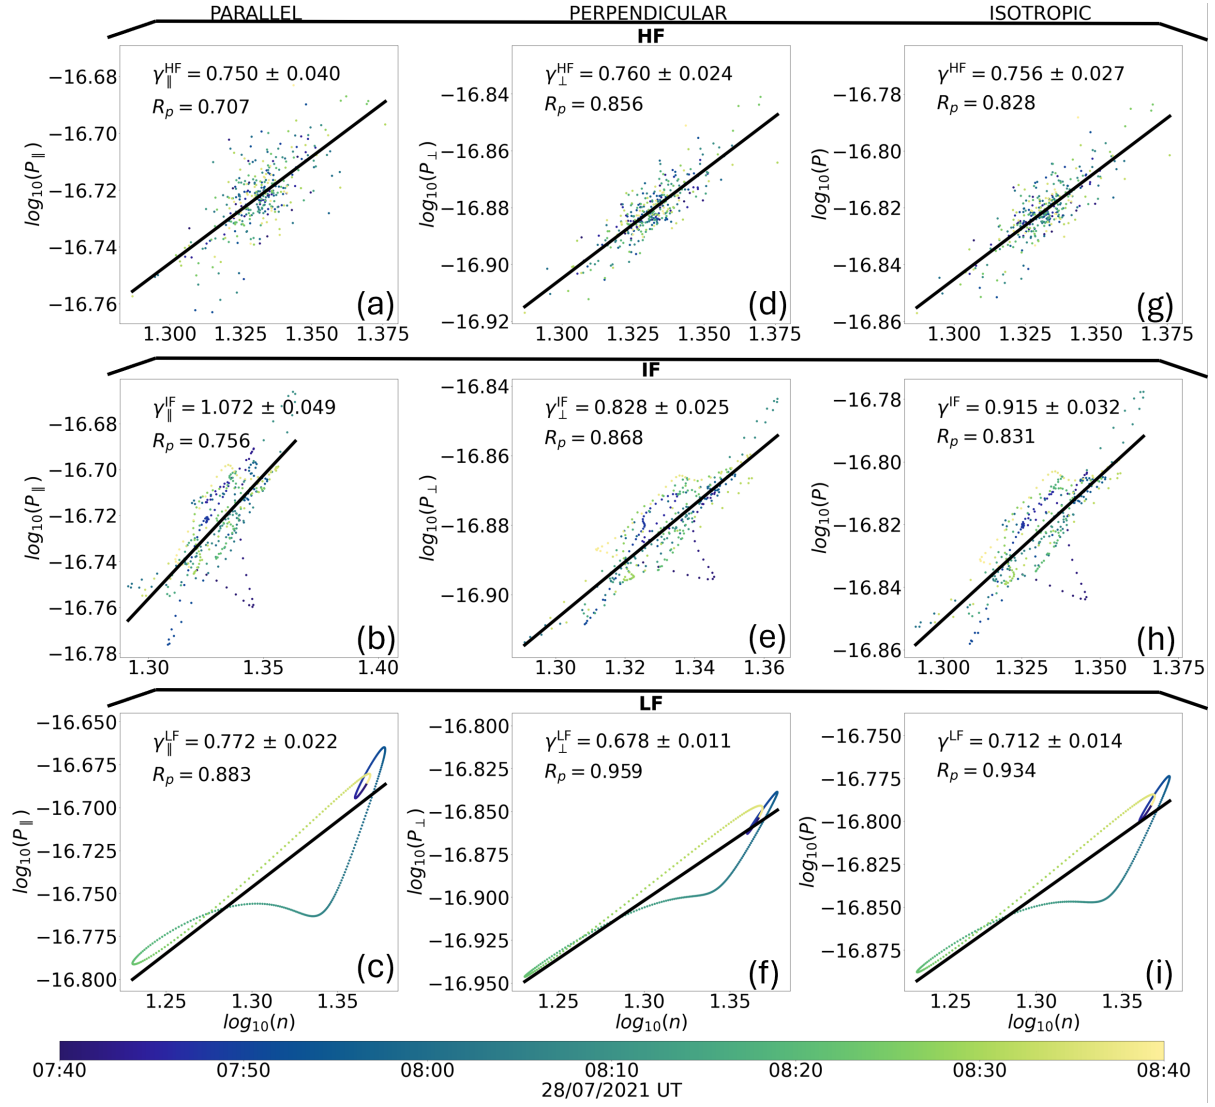 PARALLEL PERPENDICULAR ISOTROPIC
HF
γ∥^HF = 0.750 ± 0.040
R_p = 0.707
log10(P∥)
−16.68
−16.70
−16.72
−16.74
−16.76
1.300 1.325 1.350 1.375
(a)
γ⊥^HF = 0.760 ± 0.024
R_p = 0.856
log10(P⊥)
−16.84
−16.86
−16.88
−16.90
−16.92
1.300 1.325 1.350 1.375
(d)
γ^HF = 0.756 ± 0.027
R_p = 0.828
log10(P)
−16.78
−16.80
−16.82
−16.84
−16.86
1.300 1.325 1.350 1.375
(g)
IF
γ∥^IF = 1.072 ± 0.049
R_p = 0.756
log10(P∥)
−16.68
−16.70
−16.72
−16.74
−16.76
−16.78
1.30 1.35 1.40
(b)
γ⊥^IF = 0.828 ± 0.025
R_p = 0.868
log10(P⊥)
−16.84
−16.86
−16.88
−16.90
1.30 1.32 1.34 1.36
(e)
γ^IF = 0.915 ± 0.032
R_p = 0.831
log10(P)
−16.78
−16.80
−16.82
−16.84
−16.86
1.300 1.325 1.350 1.375
(h)
LF
γ∥^LF = 0.772 ± 0.022
R_p = 0.883
log10(P∥)
−16.650
−16.675
−16.700
−16.725
−16.750
−16.775
−16.800
1.25 1.30 1.35
log10(n)
(c)
γ⊥^LF = 0.678 ± 0.011
R_p = 0.959
log10(P⊥)
−16.800
−16.825
−16.850
−16.875
−16.900
−16.925
−16.950
1.25 1.30 1.35
log10(n)
(f)
γ^LF = 0.712 ± 0.014
R_p = 0.934
log10(P)
−16.750
−16.775
−16.800
−16.825
−16.850
−16.875
1.25 1.30 1.35
log10(n)
(i)
07:40 07:50 08:00 08:10 08:20 08:30 08:40
28/07/2021 UT